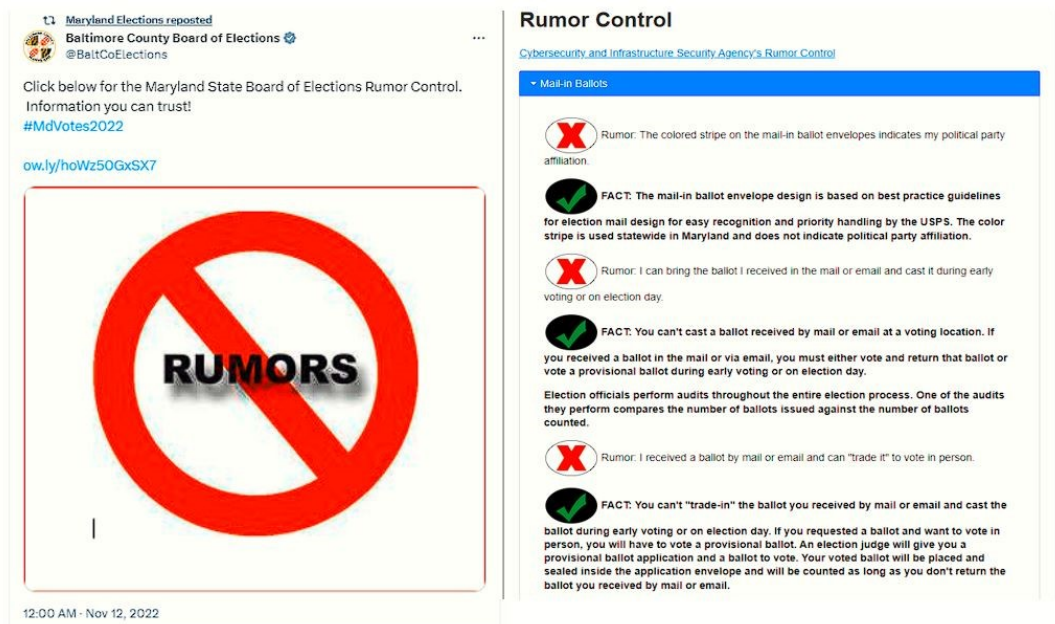 Maryland Elections reposted
Baltimore County Board of Elections
@BaltCoElections
Click below for the Maryland State Board of Elections Rumor Control.
Information you can trust!
#MdVotes2022
ow.ly/hoWz50GxSX7
RUMORS
12:00 AM · Nov 12, 2022
Rumor Control
Cybersecurity and Infrastructure Security Agency's Rumor Control
Mail-in Ballots
Rumor: The colored stripe on the mail-in ballot envelopes indicates my political party
affiliation.
FACT: The mail-in ballot envelope design is based on best practice guidelines
for election mail design for easy recognition and priority handling by the USPS. The color
stripe is used statewide in Maryland and does not indicate political party affiliation.
Rumor: I can bring the ballot I received in the mail or email and cast it during early
voting or on election day.
FACT: You can't cast a ballot received by mail or email at a voting location. If
you received a ballot in the mail or via email, you must either vote and return that ballot or
vote a provisional ballot during early voting or on election day.
Election officials perform audits throughout the entire election process. One of the audits
they perform compares the number of ballots issued against the number of ballots
counted.
Rumor: I received a ballot by mail or email and can "trade it" to vote in person.
FACT: You can't "trade-in" the ballot you received by mail or email and cast the
ballot during early voting or on election day. If you requested a ballot and want to vote in
person, you will have to vote a provisional ballot. An election judge will give you a
provisional ballot application and a ballot to vote. Your voted ballot will be placed and
sealed inside the application envelope and will be counted as long as you don't return the
ballot you received by mail or email.